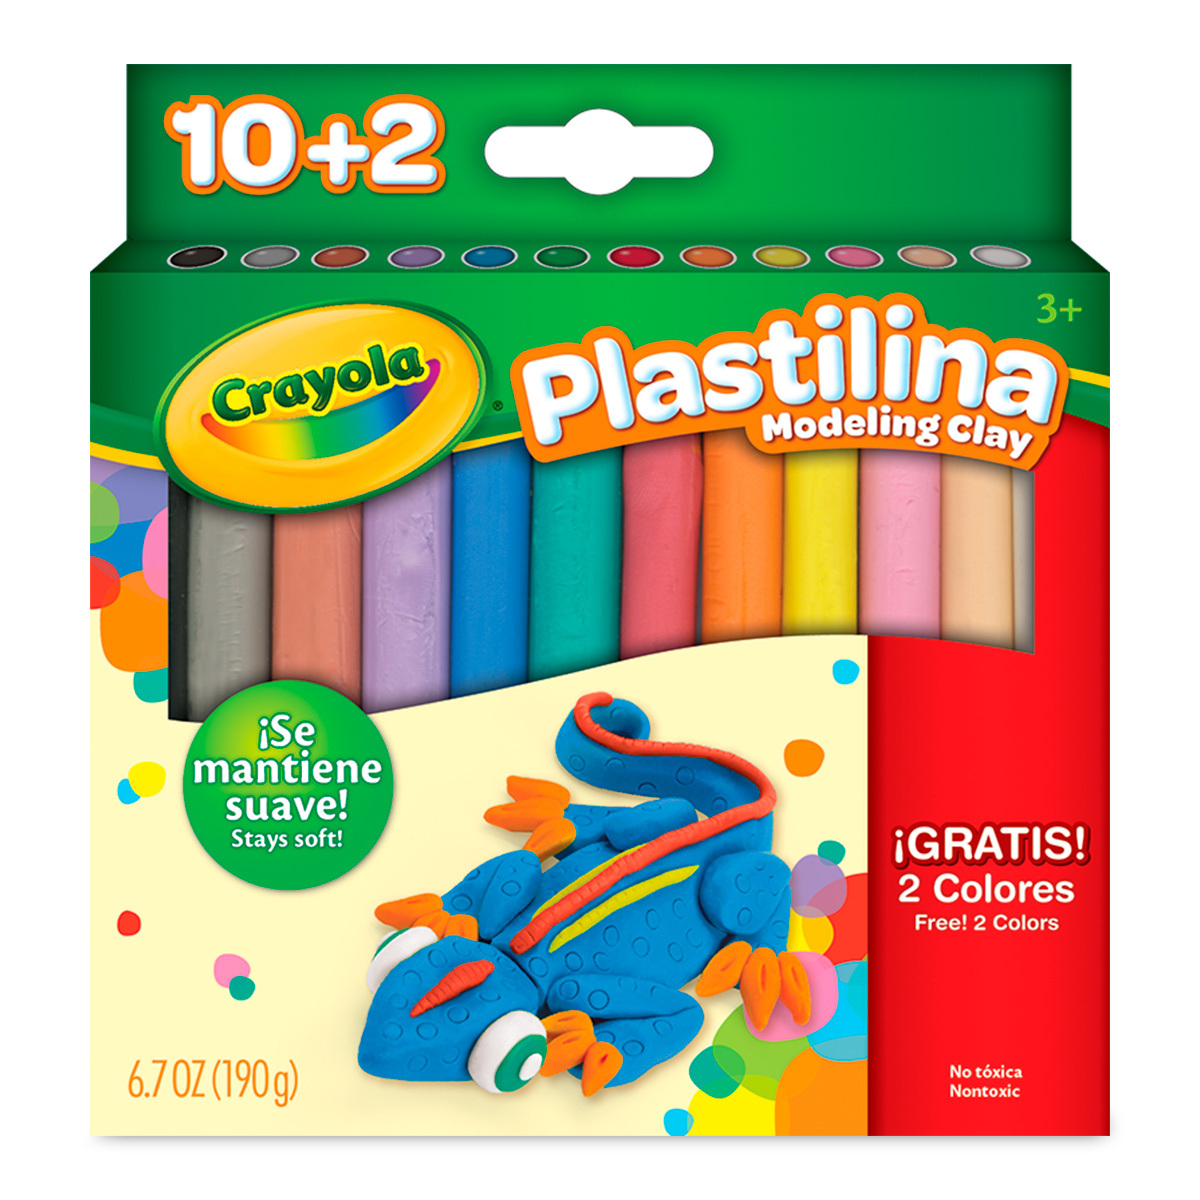 10+2
3+
Crayola
®
Plastilina
Modeling Clay
¡Se
mantiene
suave!
Stays soft!
¡GRATIS!
2 Colores
Free! 2 Colors
No tóxica
Nontoxic
6.7 OZ (190 g)